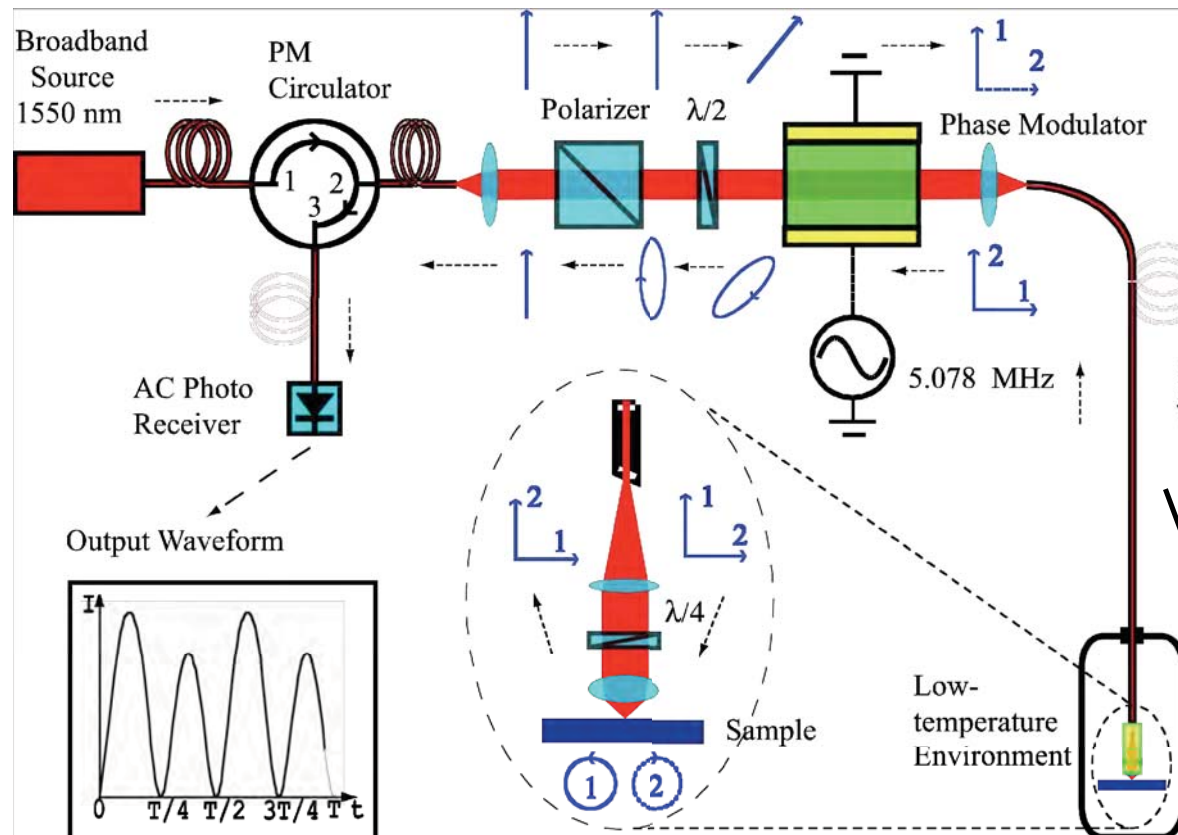 Broadband
Source
1550 nm
PM
Circulator
1
2
3
Polarizer
λ/2
1
2
Phase Modulator
2
1
5.078 MHz
AC Photo
Receiver
Output Waveform
I
0
T/4
T/2
3T/4
T
t
2
1
1
2
λ/4
Sample
1
2
Low-
temperature
Environment